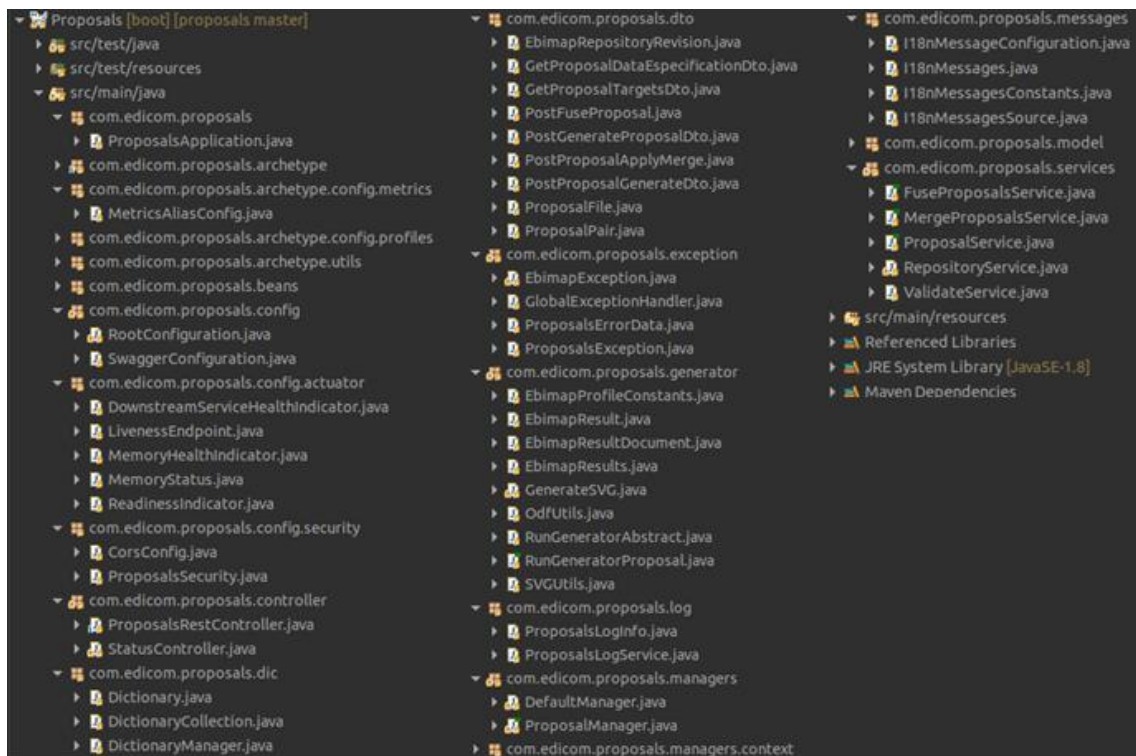 Proposals [boot] [proposals master]
src/test/java
src/test/resources
src/main/java
com.edicom.proposals
ProposalsApplication.java
com.edicom.proposals.archetype
com.edicom.proposals.archetype.config.metrics
MetricsAliasConfig.java
com.edicom.proposals.archetype.config.profiles
com.edicom.proposals.archetype.utils
com.edicom.proposals.beans
com.edicom.proposals.config
RootConfiguration.java
SwaggerConfiguration.java
com.edicom.proposals.config.actuator
DownstreamServiceHealthIndicator.java
LivenessEndpoint.java
MemoryHealthIndicator.java
MemoryStatus.java
ReadinessIndicator.java
com.edicom.proposals.config.security
CorsConfig.java
ProposalsSecurity.java
com.edicom.proposals.controller
ProposalsRestController.java
StatusController.java
com.edicom.proposals.dic
Dictionary.java
DictionaryCollection.java
DictionaryManager.java
com.edicom.proposals.dto
EbimapRepositoryRevision.java
GetProposalDataEspecificationDto.java
GetProposalTargetsDto.java
PostFuseProposal.java
PostGenerateProposalDto.java
PostProposalApplyMerge.java
PostProposalGenerateDto.java
ProposalFile.java
ProposalPair.java
com.edicom.proposals.exception
EbimapException.java
GlobalExceptionHandler.java
ProposalsErrorData.java
ProposalsException.java
com.edicom.proposals.generator
EbimapProfileConstants.java
EbimapResult.java
EbimapResultDocument.java
EbimapResults.java
GenerateSVG.java
OdfUtils.java
RunGeneratorAbstract.java
RunGeneratorProposal.java
SVGUtils.java
com.edicom.proposals.log
ProposalsLogInfo.java
ProposalsLogService.java
com.edicom.proposals.managers
DefaultManager.java
ProposalManager.java
com.edicom.proposals.managers.context
com.edicom.proposals.messages
I18nMessageConfiguration.java
I18nMessages.java
I18nMessagesConstants.java
I18nMessagesSource.java
com.edicom.proposals.model
com.edicom.proposals.services
FuseProposalsService.java
MergeProposalsService.java
ProposalService.java
RepositoryService.java
ValidateService.java
src/main/resources
Referenced Libraries
JRE System Library [JavaSE-1.8]
Maven Dependencies